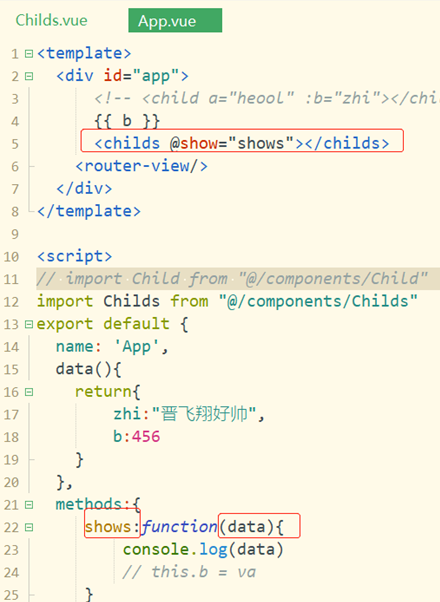 Childs.vue App.vue
1 <template>
2 <div id="app">
3 <!-- <child a="heool" :b="zhi"></chi
4 {{ b }}
5 <childs @show="shows"></childs>
6 <router-view/>
7 </div>
8 </template>
9
10 <script>
11 // import Child from "@/components/Child"
12 import Childs from "@/components/Childs"
13 export default {
14 name: 'App',
15 data(){
16 return{
17 zhi:"晋飞翔好帅",
18 b:456
19 }
20 },
21 methods:{
22 shows:function(data){
23 console.log(data)
24 // this.b = va
25 }